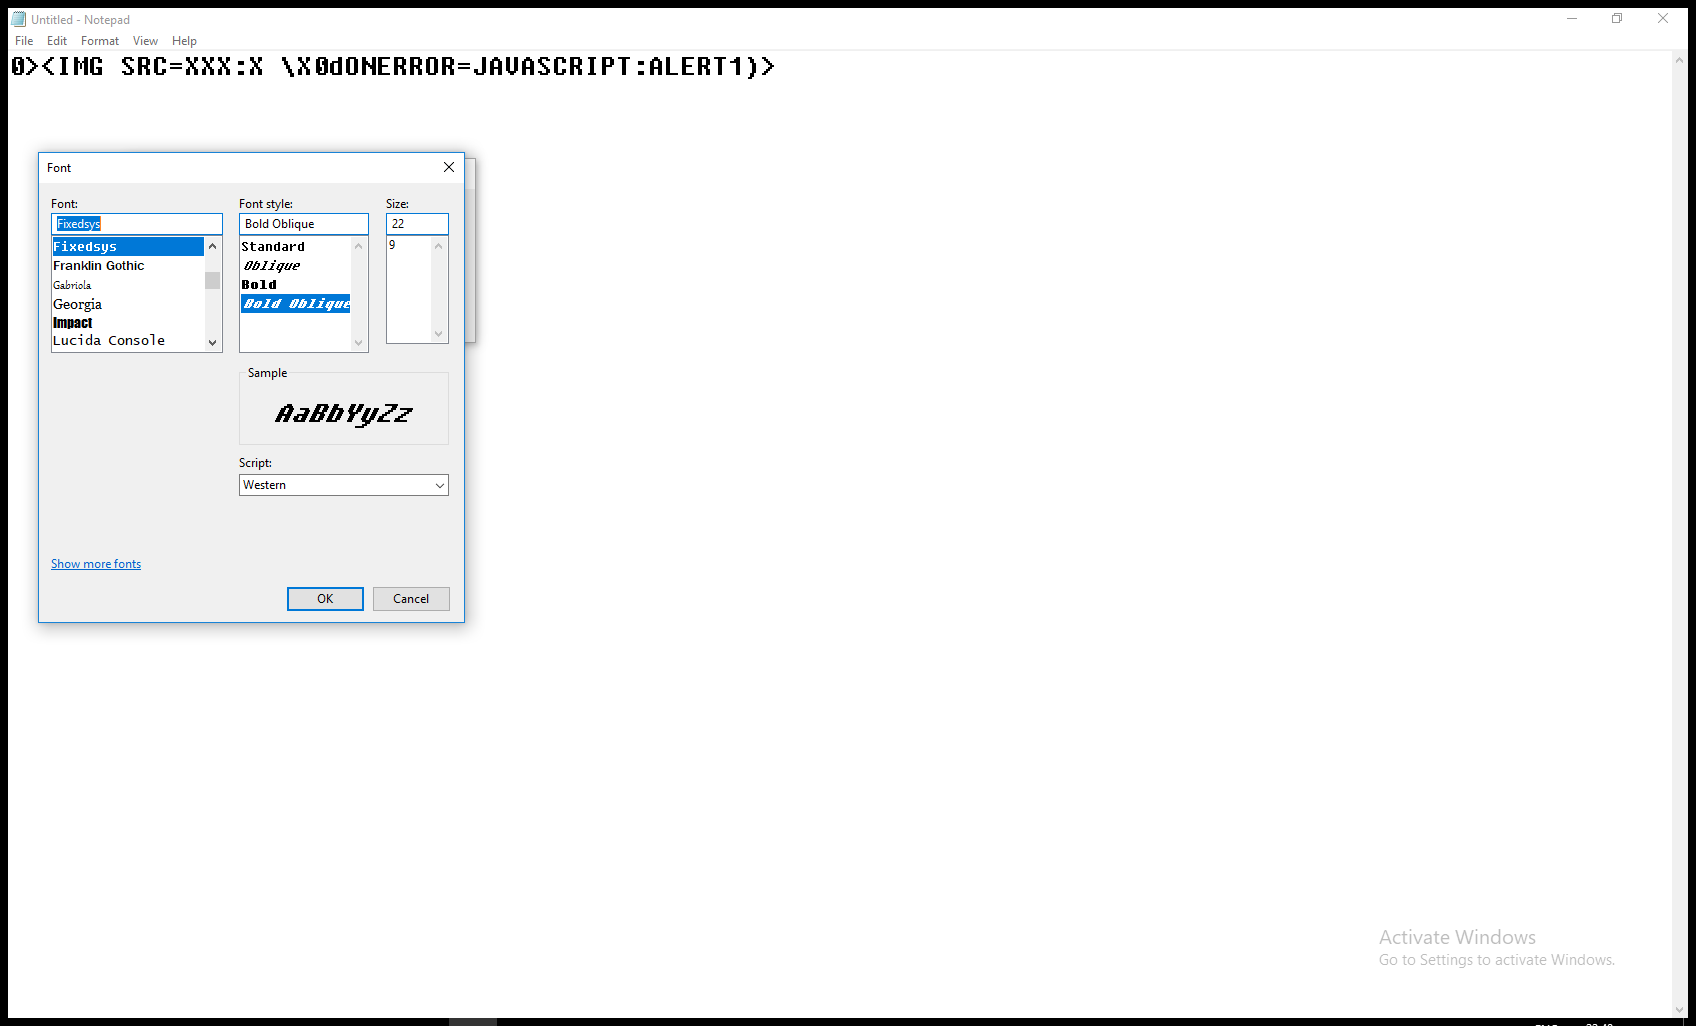 Untitled - Notepad
File Edit Format View Help
0><IMG SRC=XXX:X \X0dONERROR=JAVASCRIPT:ALERT1)>
Font
Font: Font style: Size:
Fixedsys Bold Oblique 22
Fixedsys Standard 9
Franklin Gothic Oblique
Gabriola Bold
Georgia Bold Oblique
Impact
Lucida Console
Sample
AaBbYyZz
Script:
Western
Show more fonts
OK Cancel
Activate Windows
Go to Settings to activate Windows.